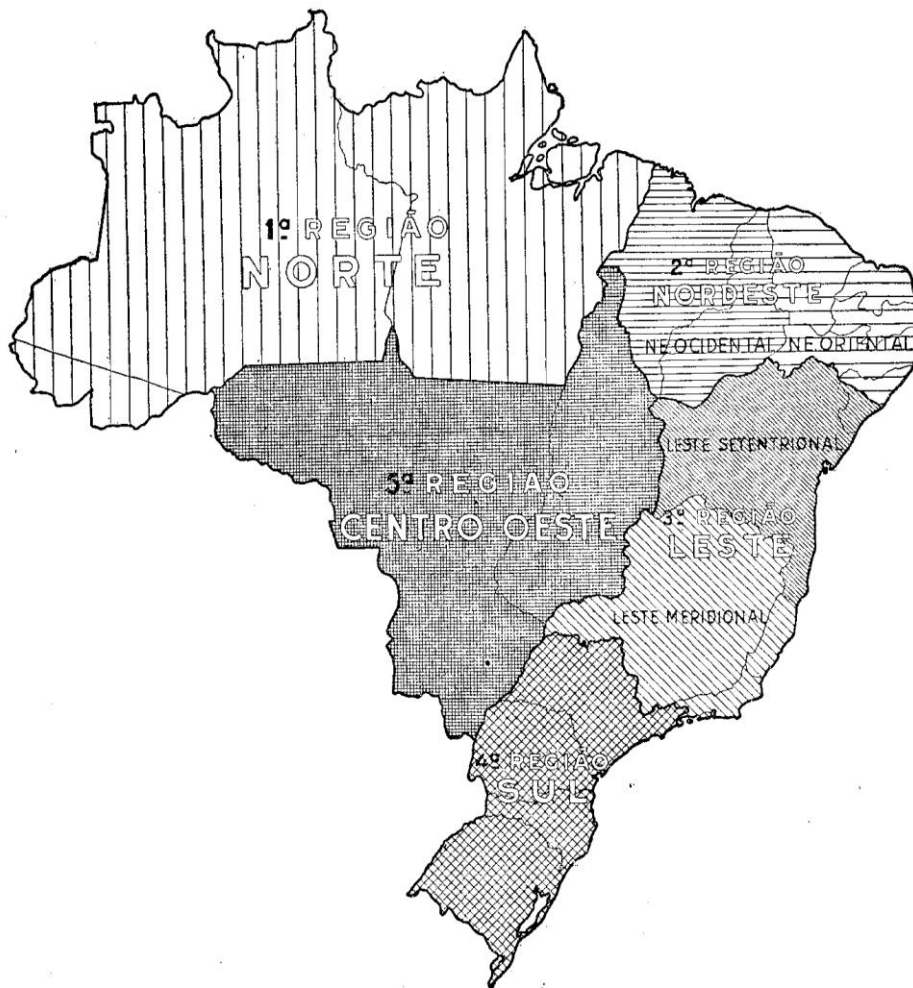 1ª REGIÃO
NORTE
2ª REGIÃO
NORDESTE
NE OCIDENTAL NE ORIENTAL
LESTE SETENTRIONAL
5ª REGIAO
CENTRO OESTE
3ª REGIÃO
LESTE
LESTE MERIDIONAL
4ª REGIÃO
SUL